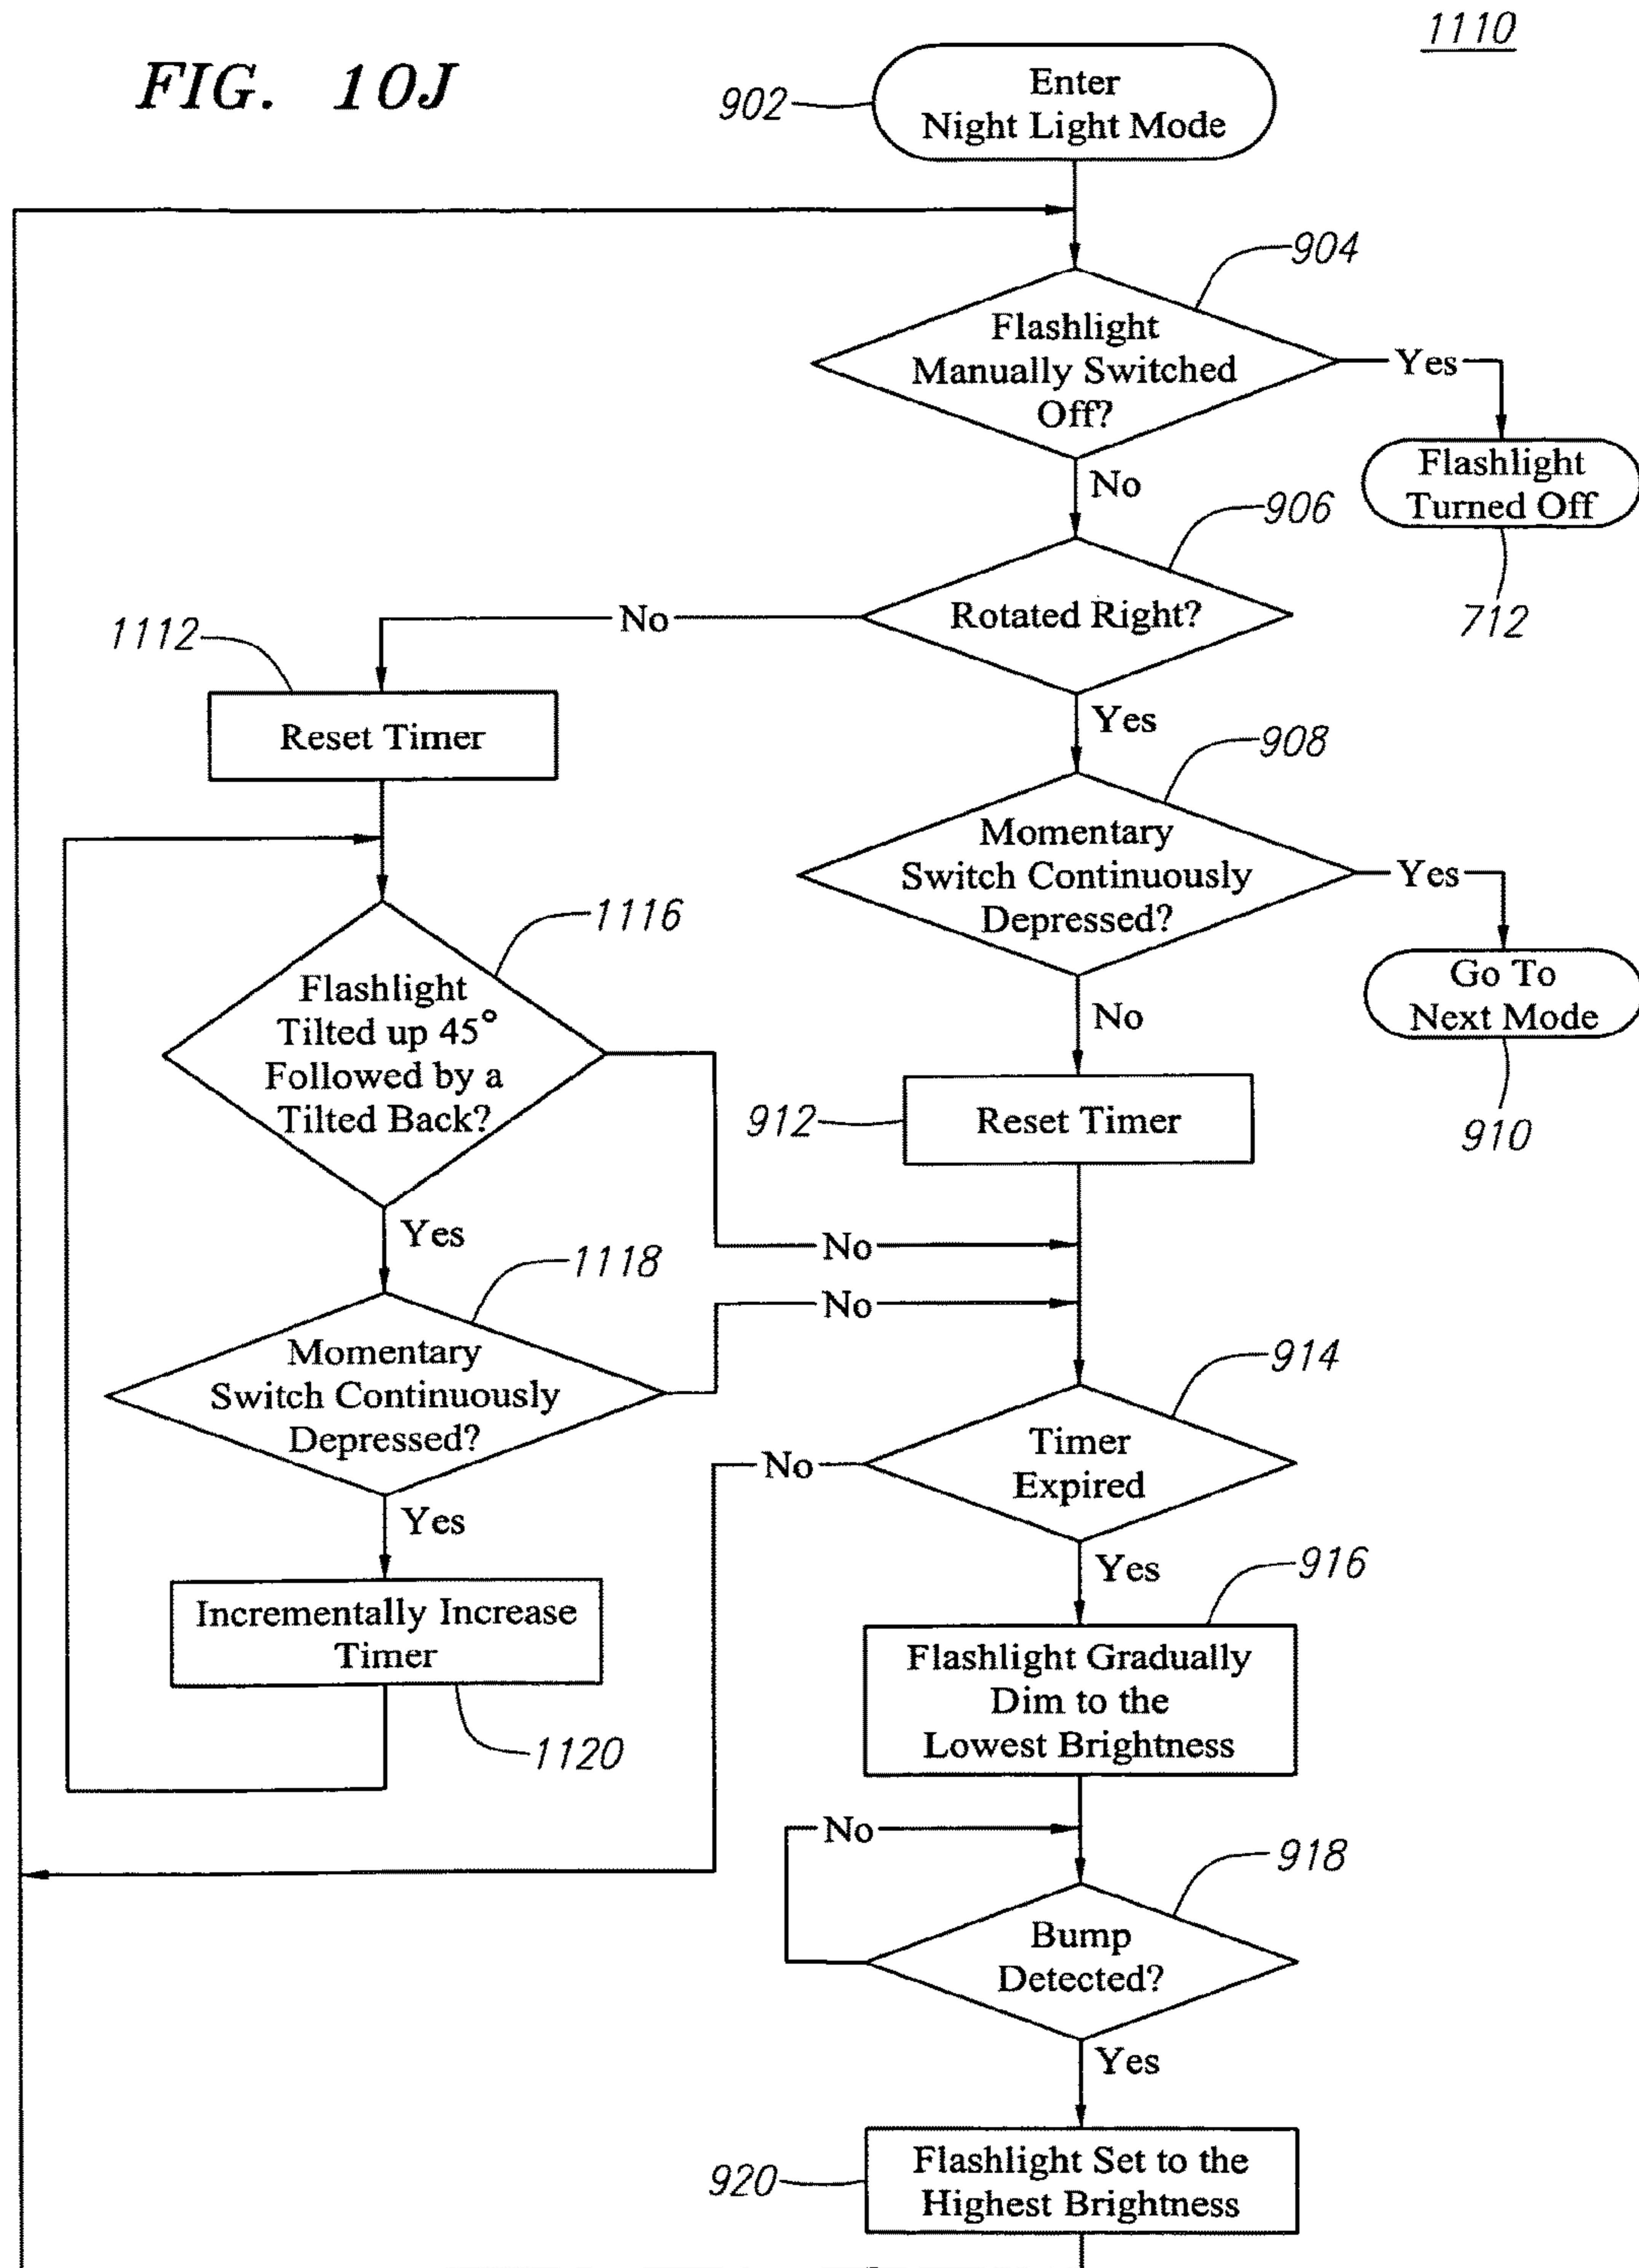 1110
FIG. 10J
902
Enter
Night Light Mode
904
Flashlight
Manually Switched
Off?
Yes
Flashlight
Turned Off
712
No
906
Rotated Right?
No
1112
Reset Timer
Yes
908
Momentary
Switch Continuously
Depressed?
Yes
Go To
Next Mode
910
1116
Flashlight
Tilted up 45°
Followed by a
Tilted Back?
No
912
Reset Timer
Yes
No
1118
No
Momentary
Switch Continuously
Depressed?
914
Timer
Expired
No
Yes
Yes
916
Incrementally Increase
Timer
1120
Flashlight Gradually
Dim to the
Lowest Brightness
No
918
Bump
Detected?
Yes
920
Flashlight Set to the
Highest Brightness